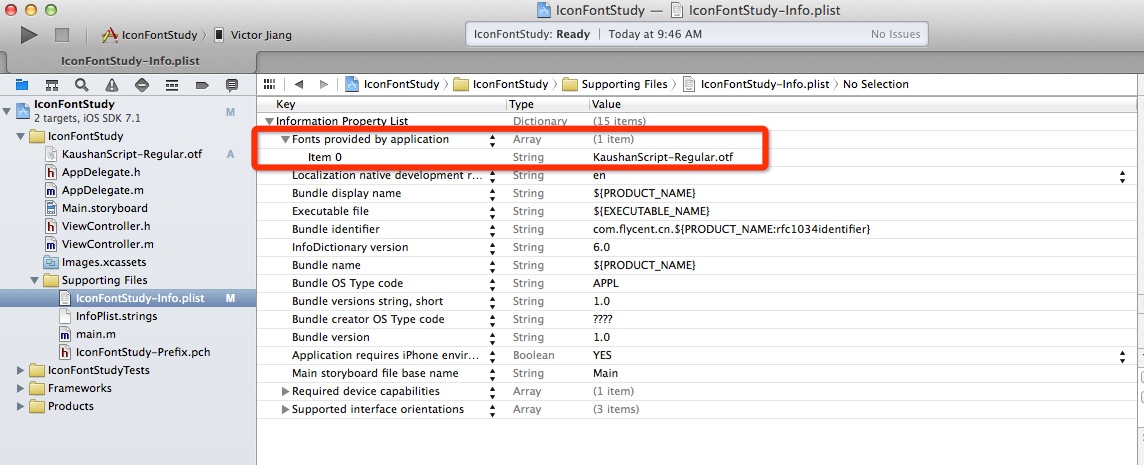 IconFontStudy — IconFontStudy-Info.plist
IconFontStudy Victor Jiang
IconFontStudy: Ready | Today at 9:46 AM No Issues
IconFontStudy-Info.plist
IconFontStudy IconFontStudy Supporting Files IconFontStudy-Info.plist No Selection
IconFontStudy M
2 targets, iOS SDK 7.1
IconFontStudy
KaushanScript-Regular.otf A
AppDelegate.h
AppDelegate.m
Main.storyboard
ViewController.h
ViewController.m
Images.xcassets
Supporting Files
IconFontStudy-Info.plist M
InfoPlist.strings
main.m
IconFontStudy-Prefix.pch
IconFontStudyTests
Frameworks
Products
Key Type Value
Information Property List Dictionary (15 items)
Fonts provided by application Array (1 item)
Item 0 String KaushanScript-Regular.otf
Localization native development r... String en
Bundle display name String ${PRODUCT_NAME}
Executable file String ${EXECUTABLE_NAME}
Bundle identifier String com.flycent.cn.${PRODUCT_NAME:rfc1034identifier}
InfoDictionary version String 6.0
Bundle name String ${PRODUCT_NAME}
Bundle OS Type code String APPL
Bundle versions string, short String 1.0
Bundle creator OS Type code String ????
Bundle version String 1.0
Application requires iPhone envir... Boolean YES
Main storyboard file base name String Main
Required device capabilities Array (1 item)
Supported interface orientations Array (3 items)